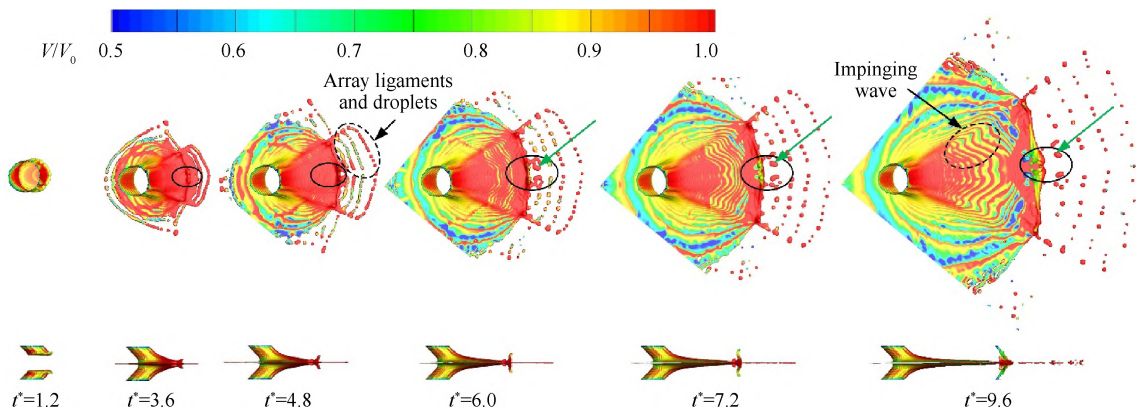 V/V0
0.5 0.6 0.7 0.8 0.9 1.0
Array ligaments
and droplets
Impinging
wave
t*=1.2 t*=3.6 t*=4.8 t*=6.0 t*=7.2 t*=9.6